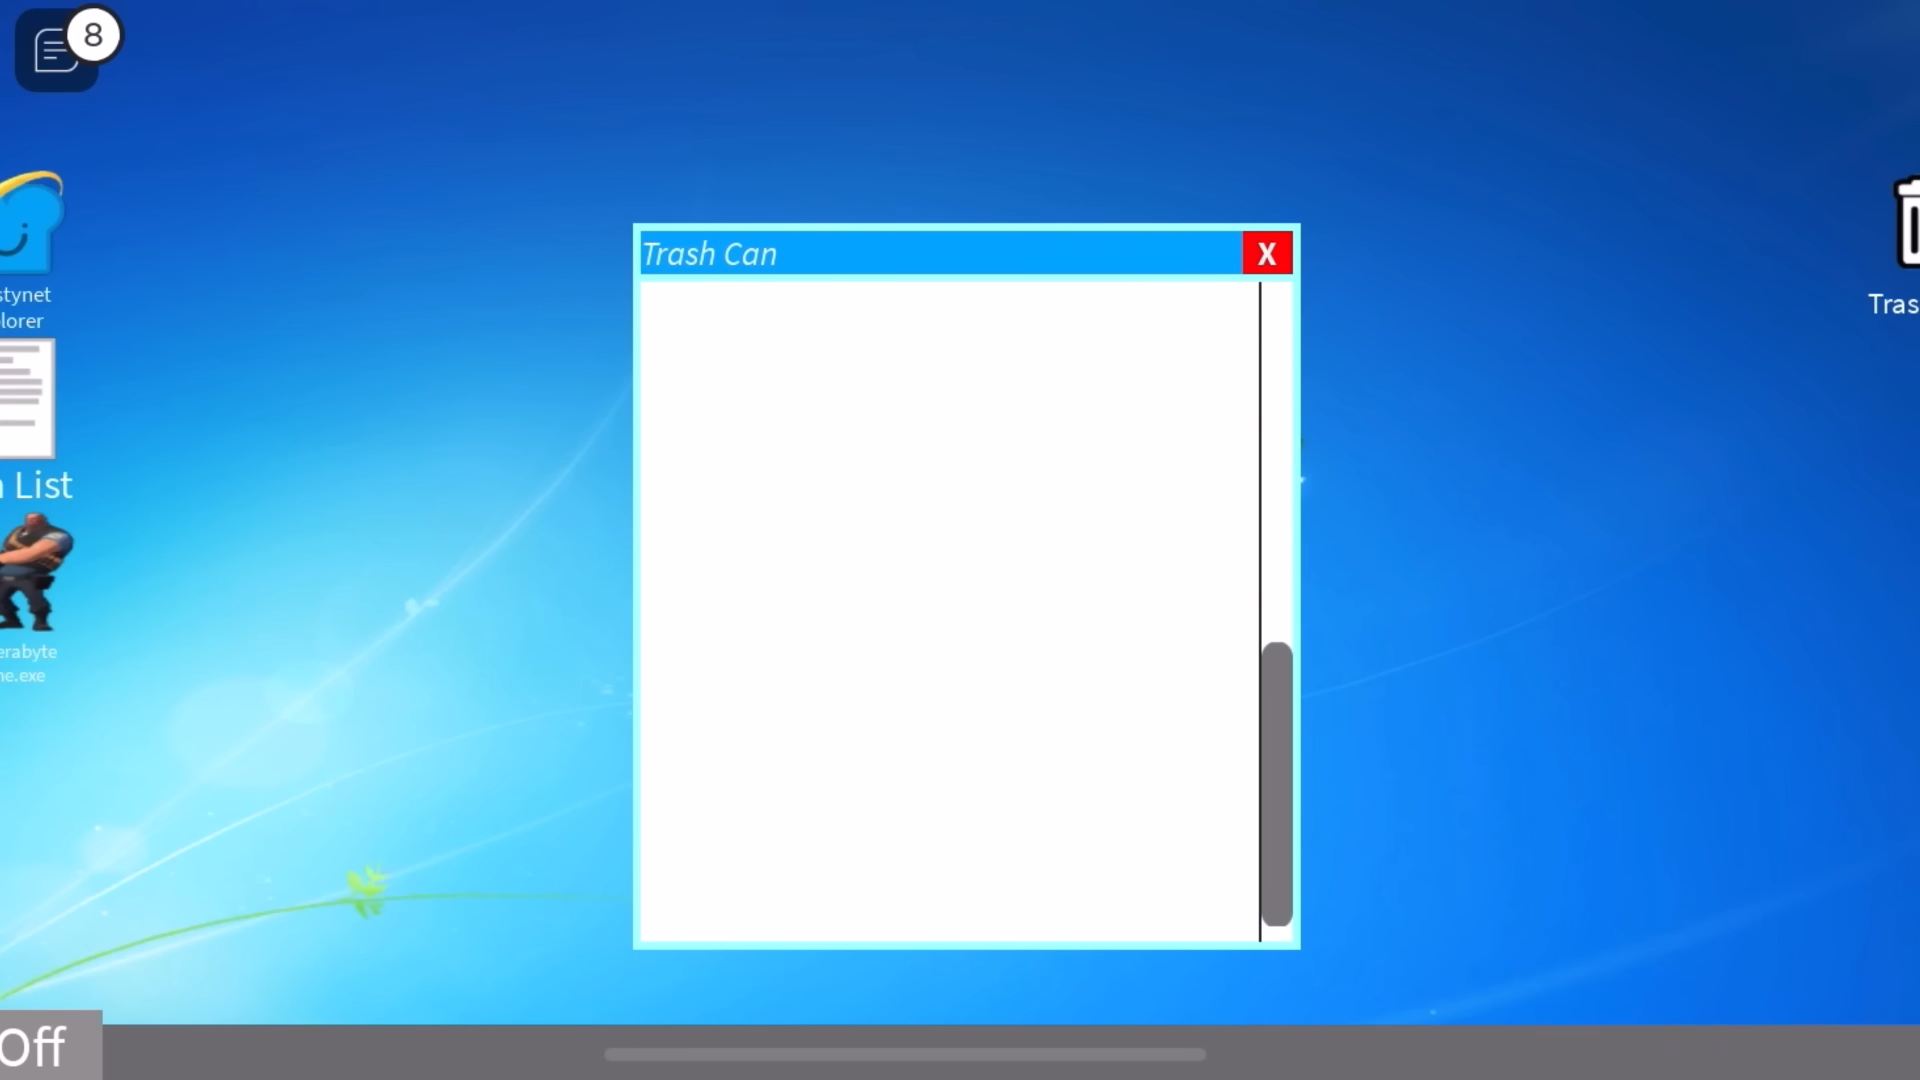 8
Trash Can
X
stynet
lorer
List
erabyte
ne.exe
Tras
Off